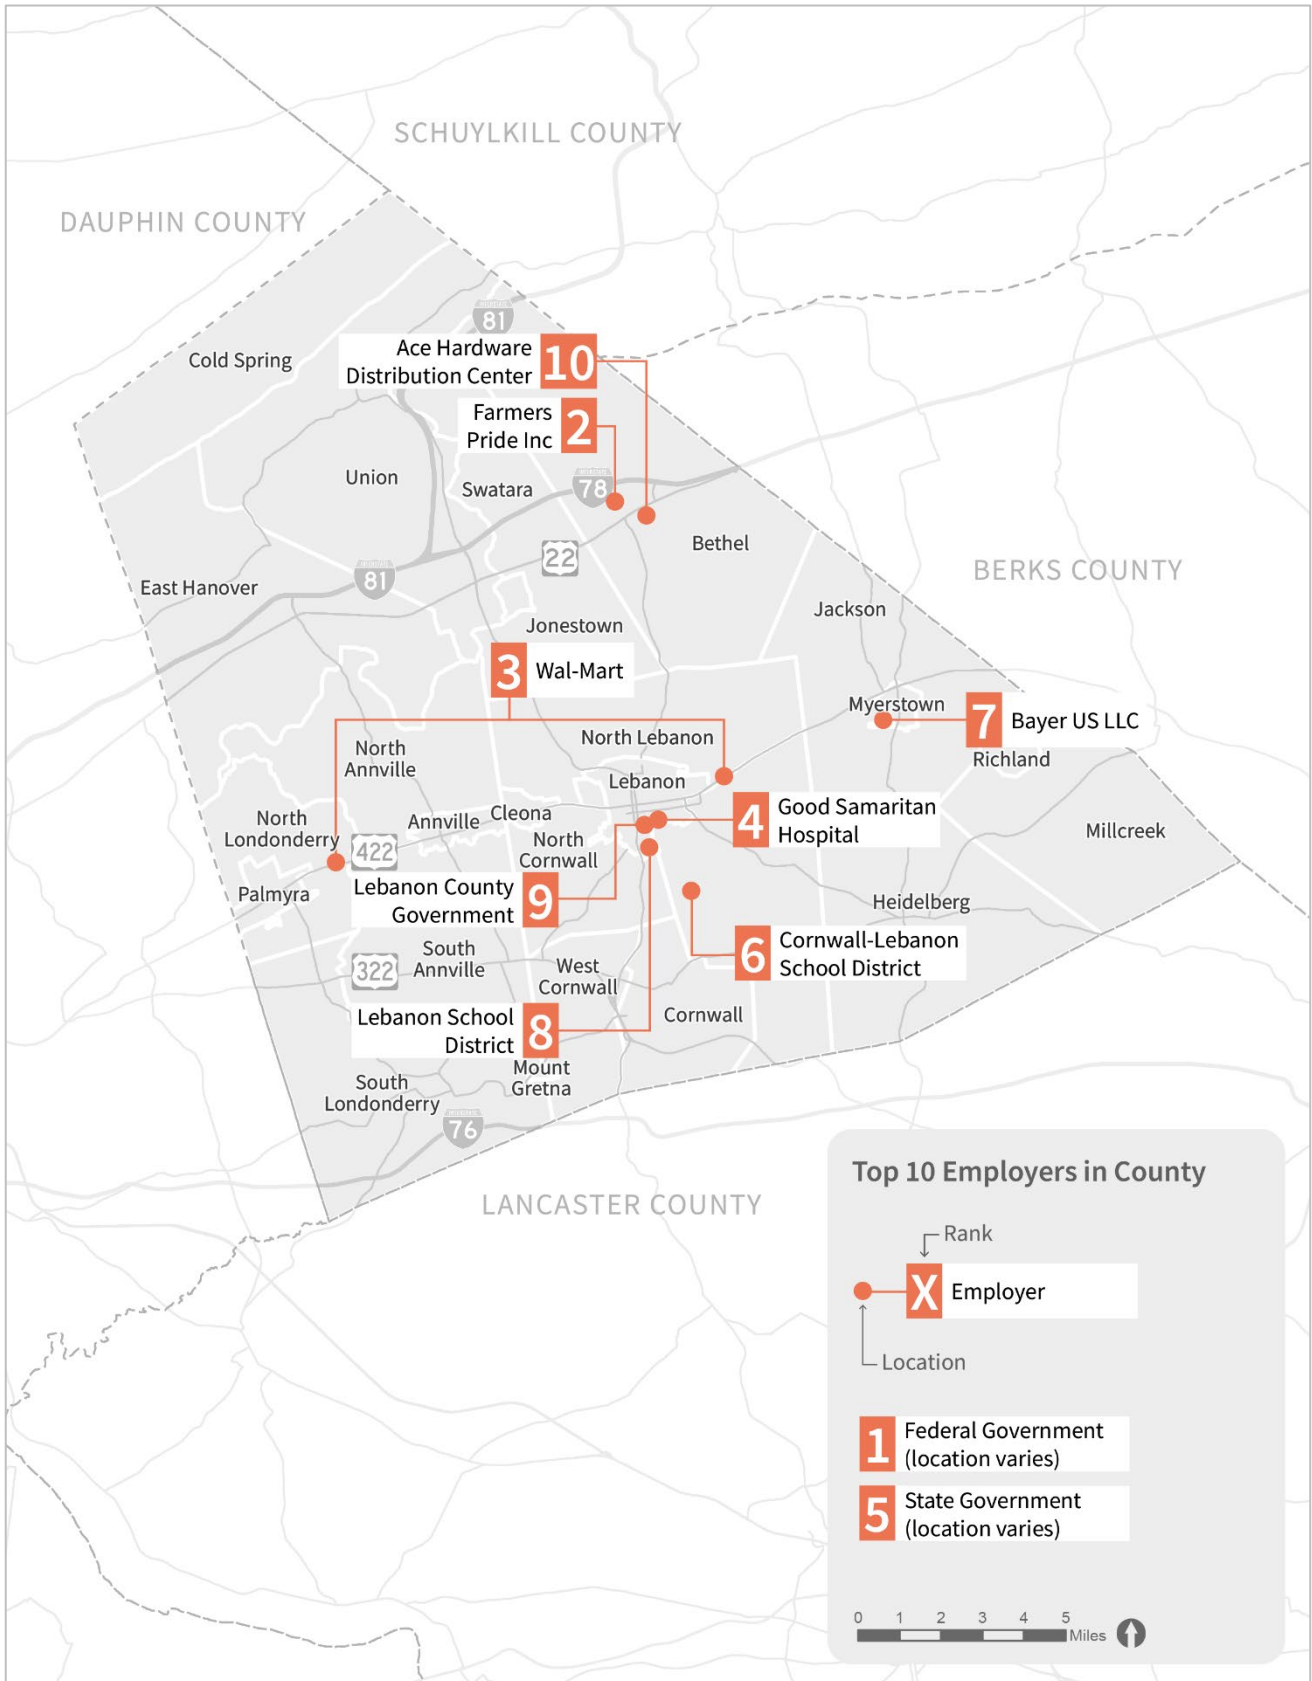 SCHUYLKILL COUNTY
DAUPHIN COUNTY
81
Cold Spring
Ace Hardware
Distribution Center
10
Farmers
Pride Inc
2
Union
Swatara
78
Bethel
22
BERKS COUNTY
East Hanover
81
Jackson
Jonestown
3
Wal-Mart
Myerstown
7
Bayer US LLC
Richland
North Lebanon
North
Annville
Lebanon
Cleona
Annville
4
Good Samaritan
Hospital
North
Londonderry
422
North
Cornwall
Millcreek
Palmyra
Lebanon County
Government
9
Heidelberg
6
Cornwall-Lebanon
School District
South
Annville
322
West
Cornwall
Cornwall
Lebanon School
District
8
Mount
Gretna
South
Londonderry
76
LANCASTER COUNTY
Top 10 Employers in County
Rank
X
Employer
Location
1
Federal Government
(location varies)
5
State Government
(location varies)
0 1 2 3 4 5
Miles